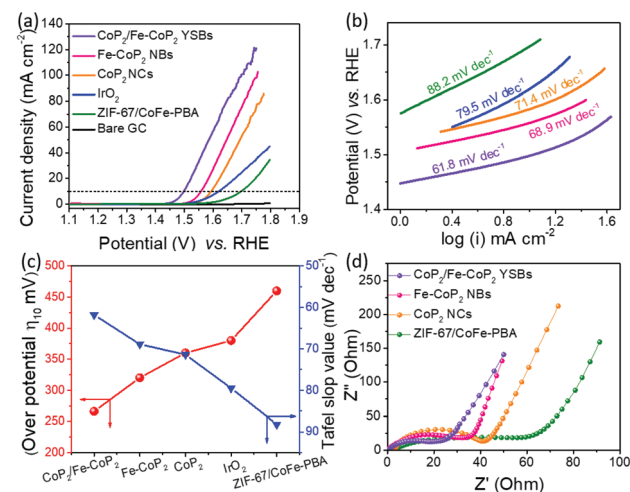 (a)
140
120
100
80
60
40
20
0
Current density (mA cm⁻²)
CoP₂/Fe-CoP₂ YSBs
Fe-CoP₂ NBs
CoP₂ NCs
IrO₂
ZIF-67/CoFe-PBA
Bare GC
1.1 1.2 1.3 1.4 1.5 1.6 1.7 1.8 1.9
Potential (V) vs. RHE
(b)
1.7
1.6
1.5
1.4
Potential (V) vs. RHE
88.2 mV dec⁻¹
79.5 mV dec⁻¹
71.4 mV dec⁻¹
68.9 mV dec⁻¹
61.8 mV dec⁻¹
0.0 0.4 0.8 1.2 1.6
log (i) mA cm⁻²
(c)
500
450
400
350
300
250
200
(Over potential η₁₀ mV)
50
60
70
80
90
Tafel slop value (mV dec⁻¹)
CoP₂/Fe-CoP₂
Fe-CoP₂
CoP₂
IrO₂
ZIF-67/CoFe-PBA
(d)
250
200
150
100
50
0
Z" (Ohm)
CoP₂/Fe-CoP₂ YSBs
Fe-CoP₂ NBs
CoP₂ NCs
ZIF-67/CoFe-PBA
0 20 40 60 80 100
Z' (Ohm)